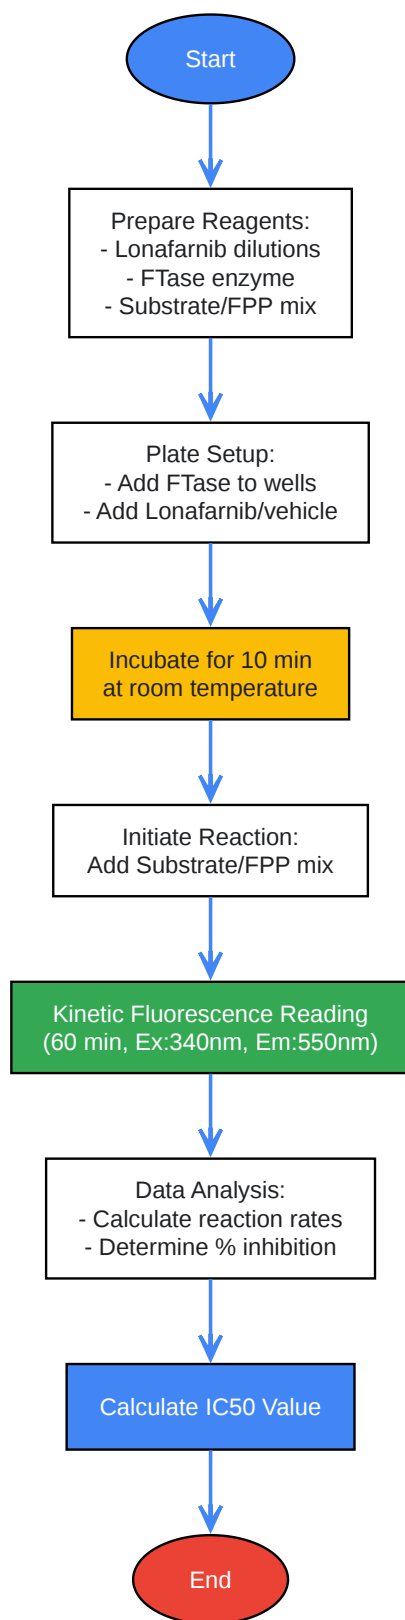 Start
Prepare Reagents:
- Lonafarnib dilutions
- FTase enzyme
- Substrate/FPP mix
Plate Setup:
- Add FTase to wells
- Add Lonafarnib/vehicle
Incubate for 10 min
at room temperature
Initiate Reaction:
Add Substrate/FPP mix
Kinetic Fluorescence Reading
(60 min, Ex:340nm, Em:550nm)
Data Analysis:
- Calculate reaction rates
- Determine % inhibition
Calculate IC50 Value
End